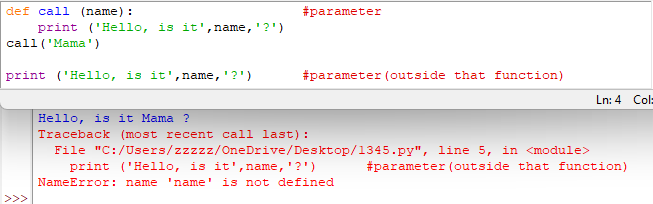 def call (name):                      #parameter
    print ('Hello, is it',name,'?')
call('Mama')
print ('Hello, is it',name,'?')       #parameter(outside that function)
Ln: 4    Col:
Hello, is it Mama ?
Traceback (most recent call last):
  File "C:/Users/zzzzz/OneDrive/Desktop/1345.py", line 5, in <module>
    print ('Hello, is it',name,'?')       #parameter(outside that function)
NameError: name 'name' is not defined
>>>